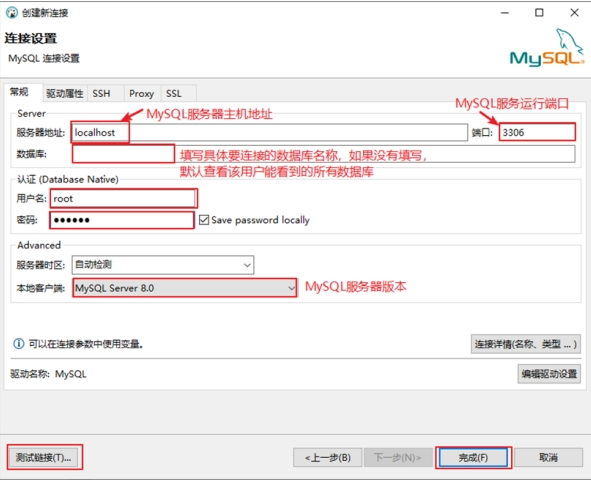 创建新连接
连接设置
MySQL 连接设置
MySQL
常规 驱动属性 SSH Proxy SSL
MySQL服务器主机地址
MySQL服务运行端口
Server
服务器地址: localhost 端口: 3306
数据库:
填写具体要连接的数据库名称，如果没有填写，
默认查看该用户能看到的所有数据库
认证 (Database Native)
用户名: root
密码: ●●●●●● Save password locally
Advanced
服务器时区: 自动检测
本地客户端: MySQL Server 8.0 MySQL服务器版本
可以在连接参数中使用变量。 连接详情(名称、类型 ... )
驱动名称: MySQL 编辑驱动设置
测试链接(T)... <上一步(B) 下一步(N)> 完成(F) 取消